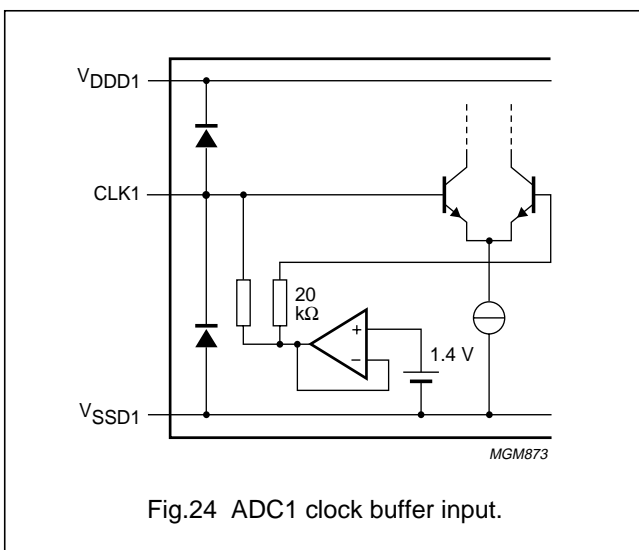 VDDD1
CLK1
20
kΩ
+
−
1.4 V
VSSD1
MGM873
Fig.24 ADC1 clock buffer input.